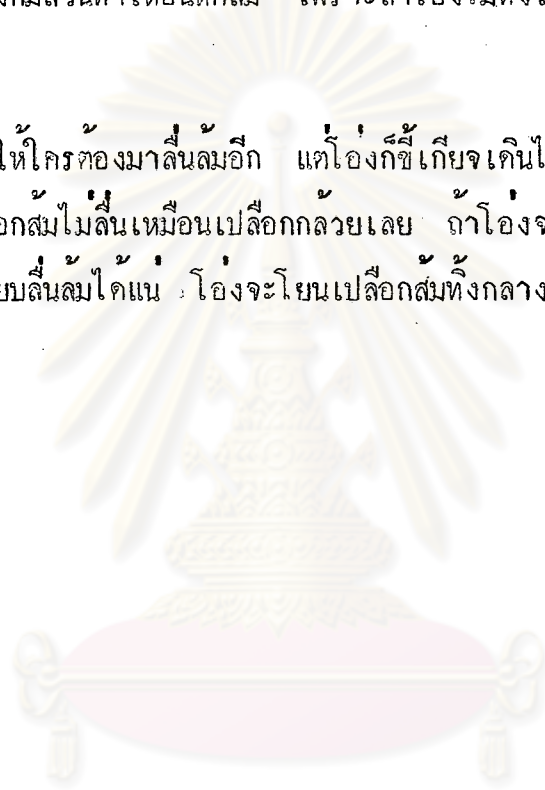 ให้ใครต้องมาลื่นล้มอีก แต่โอ่งก็ขี้เกียจเดินไ
อกส้มไม่ลื่นเหมือนเปลือกกล้วยเลย ถ้าโอ่งจ
ยบลื่นล้มได้แน่ โอ่งจะโยนเปลือกส้มทิ้งกลาง